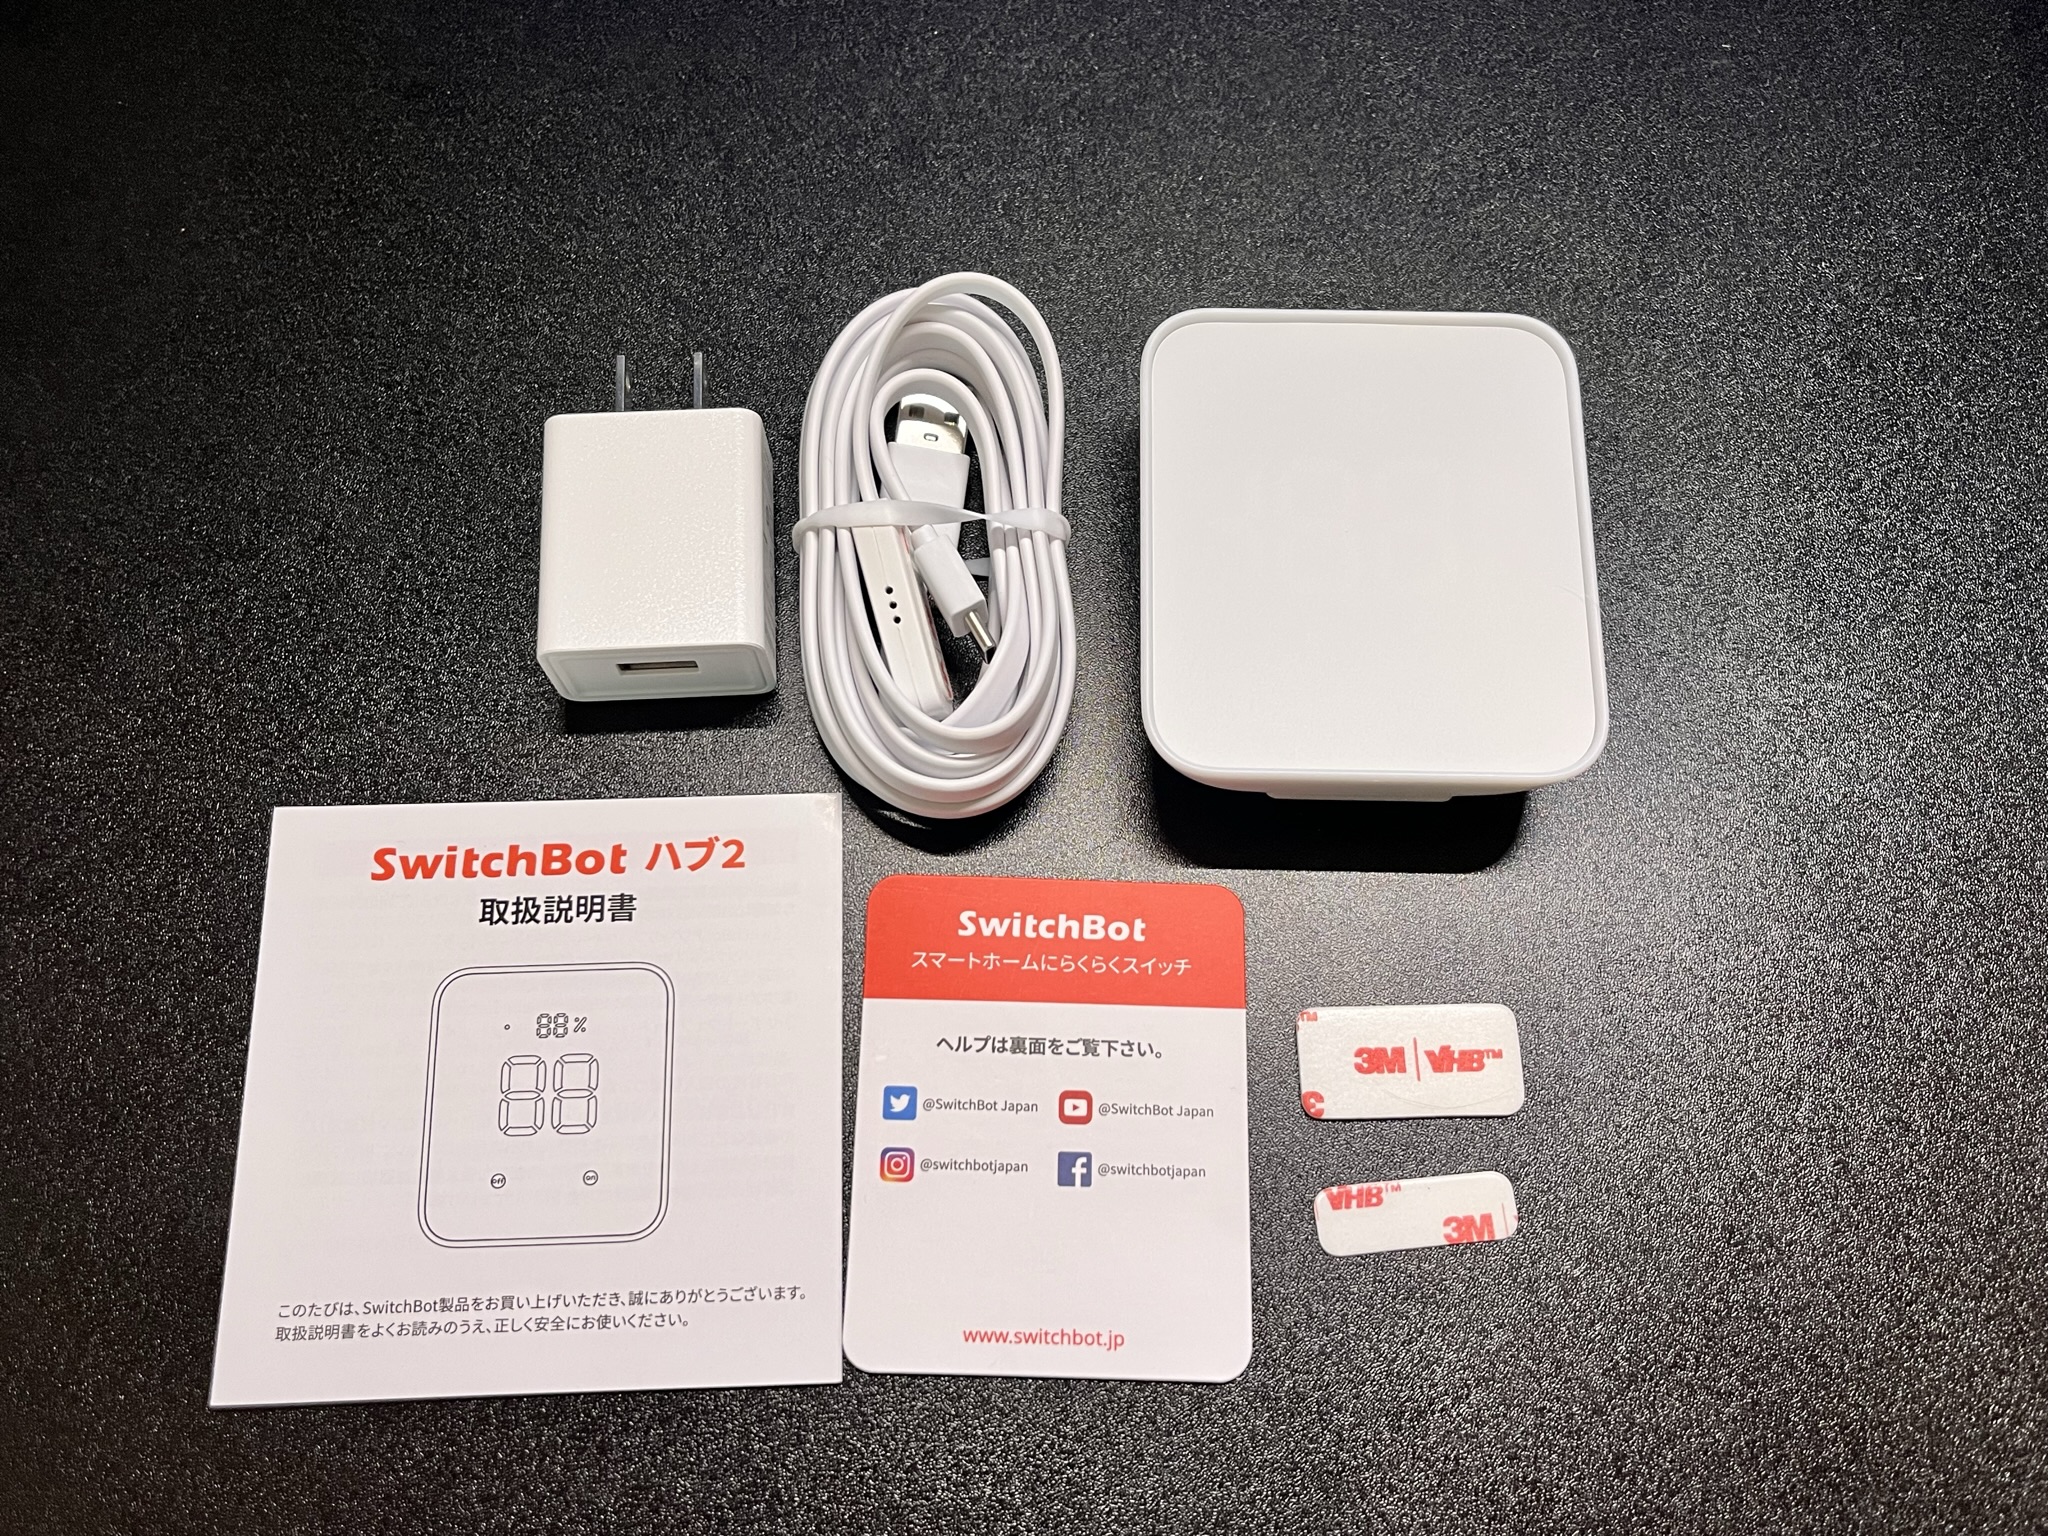 SwitchBot ハブ2
取扱説明書
88%
88
off
on
このたびは、SwitchBot製品をお買い上げいただき、誠にありがとうございます。
取扱説明書をよくお読みのうえ、正しく安全にお使いください。
SwitchBot
スマートホームにらくらくスイッチ
ヘルプは裏面をご覧下さい。
@SwitchBot Japan
@SwitchBot Japan
@switchbotjapan
@switchbotjapan
www.switchbot.jp
TM
3M VHB™
3
VHB™
3M